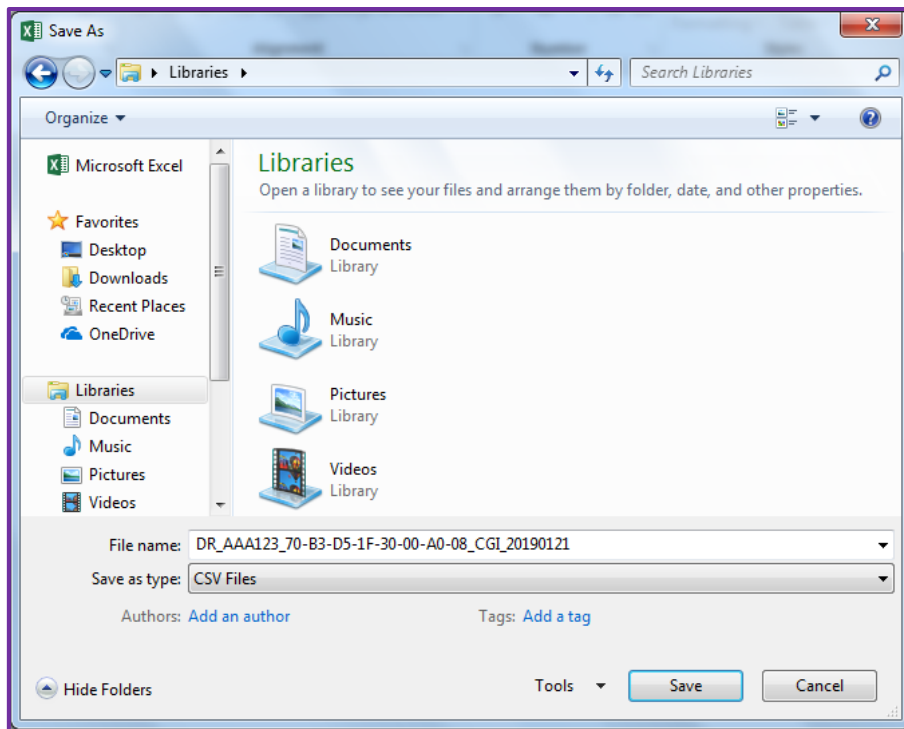 Save As
Libraries
Search Libraries
Organize
Microsoft Excel
Favorites
Desktop
Downloads
Recent Places
OneDrive
Libraries
Documents
Music
Pictures
Videos
Libraries
Open a library to see your files and arrange them by folder, date, and other properties.
Documents
Library
Music
Library
Pictures
Library
Videos
Library
File name: DR_AAA123_70-B3-D5-1F-30-00-A0-08_CGI_20190121
Save as type: CSV Files
Authors: Add an author Tags: Add a tag
Hide Folders Tools Save Cancel